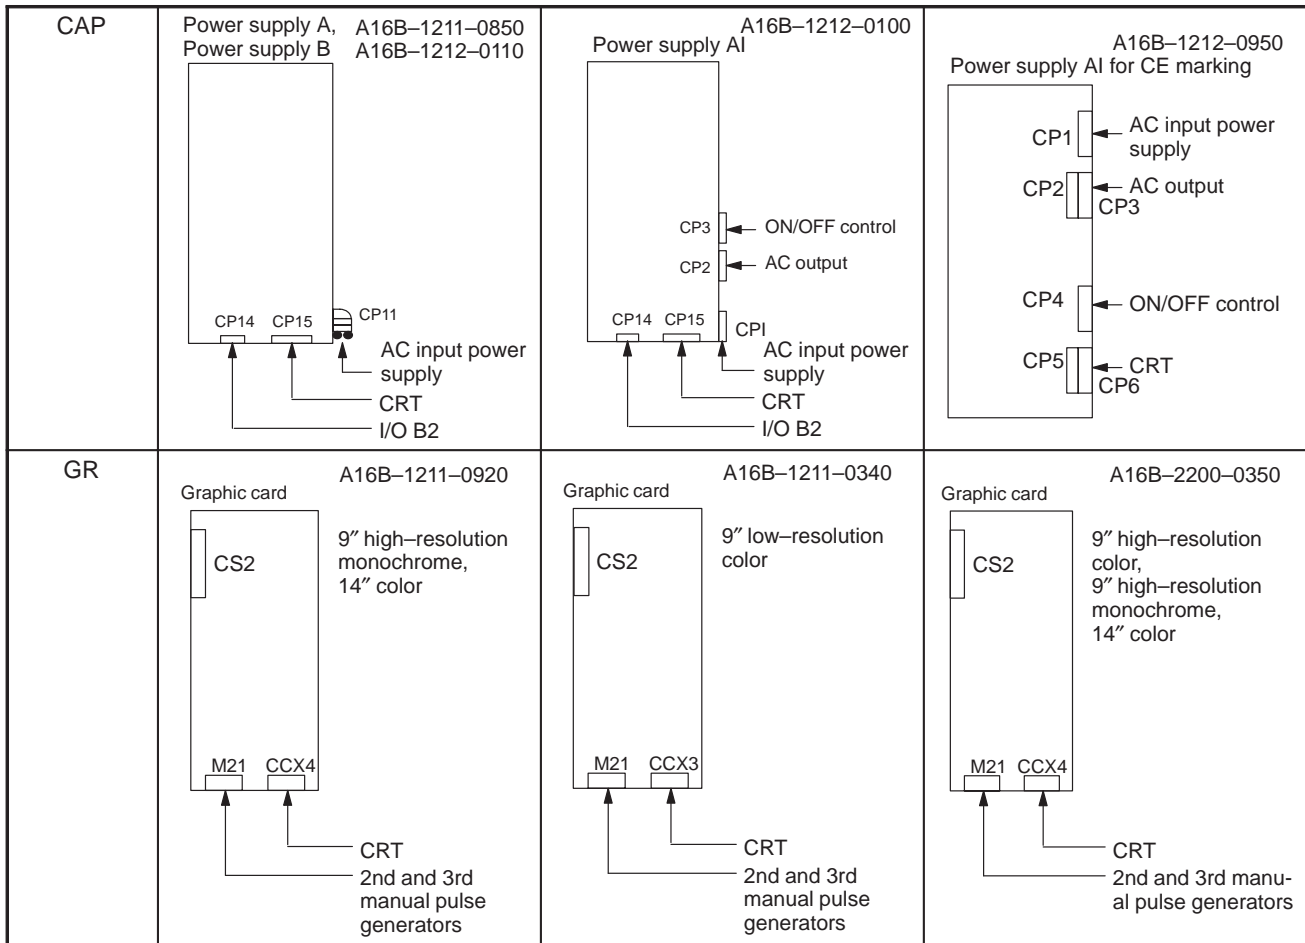 CAP
Power supply A, A16B–1211–0850
Power supply B A16B–1212–0110
CP14
CP15
CP11
AC input power
supply
CRT
I/O B2
A16B–1212–0100
Power supply AI
CP3
ON/OFF control
CP2
AC output
CP14
CP15
CPI
AC input power
supply
CRT
I/O B2
A16B–1212–0950
Power supply AI for CE marking
CP1
AC input power
supply
CP2
AC output
CP3
CP4
ON/OFF control
CP5
CRT
CP6
GR
A16B–1211–0920
Graphic card
CS2
9″ high–resolution
monochrome,
14″ color
M21
CCX4
CRT
2nd and 3rd
manual pulse
generators
A16B–1211–0340
Graphic card
CS2
9″ low–resolution
color
M21
CCX3
CRT
2nd and 3rd
manual pulse
generators
A16B–2200–0350
Graphic card
CS2
9″ high–resolution
color,
9″ high–resolution
monochrome,
14″ color
M21
CCX4
CRT
2nd and 3rd manu-
al pulse generators